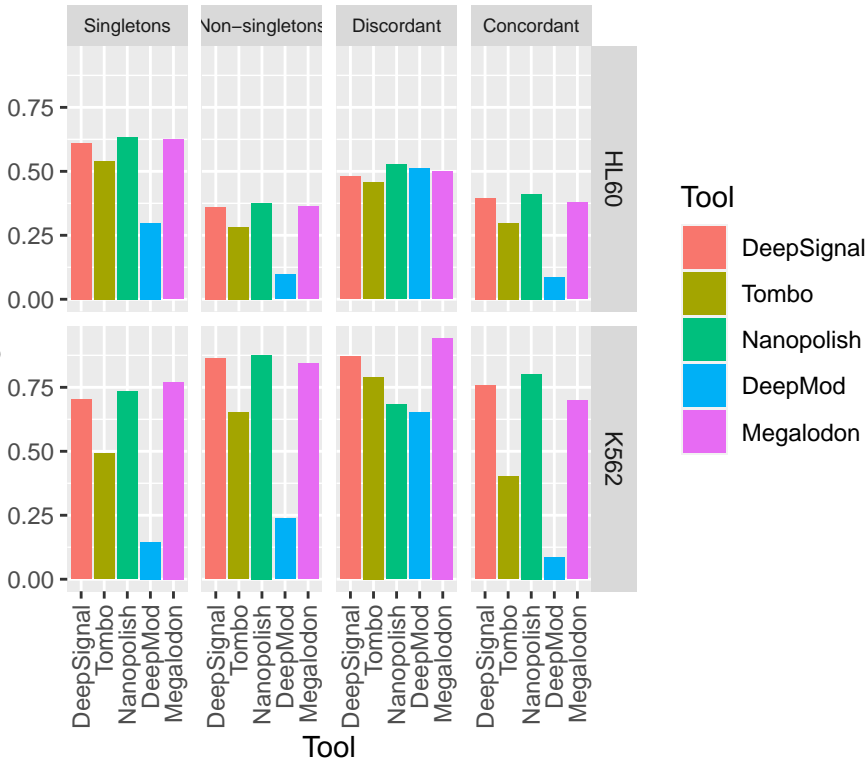 Singletons Non−singletons Discordant Concordant
0.75
0.50
0.25
0.00
HL60
0.75
0.50
0.25
0.00
K562
DeepSignal Tombo Nanopolish DeepMod Megalodon DeepSignal Tombo Nanopolish DeepMod Megalodon DeepSignal Tombo Nanopolish DeepMod Megalodon DeepSignal Tombo Nanopolish DeepMod Megalodon
Tool
Tool
DeepSignal
Tombo
Nanopolish
DeepMod
Megalodon